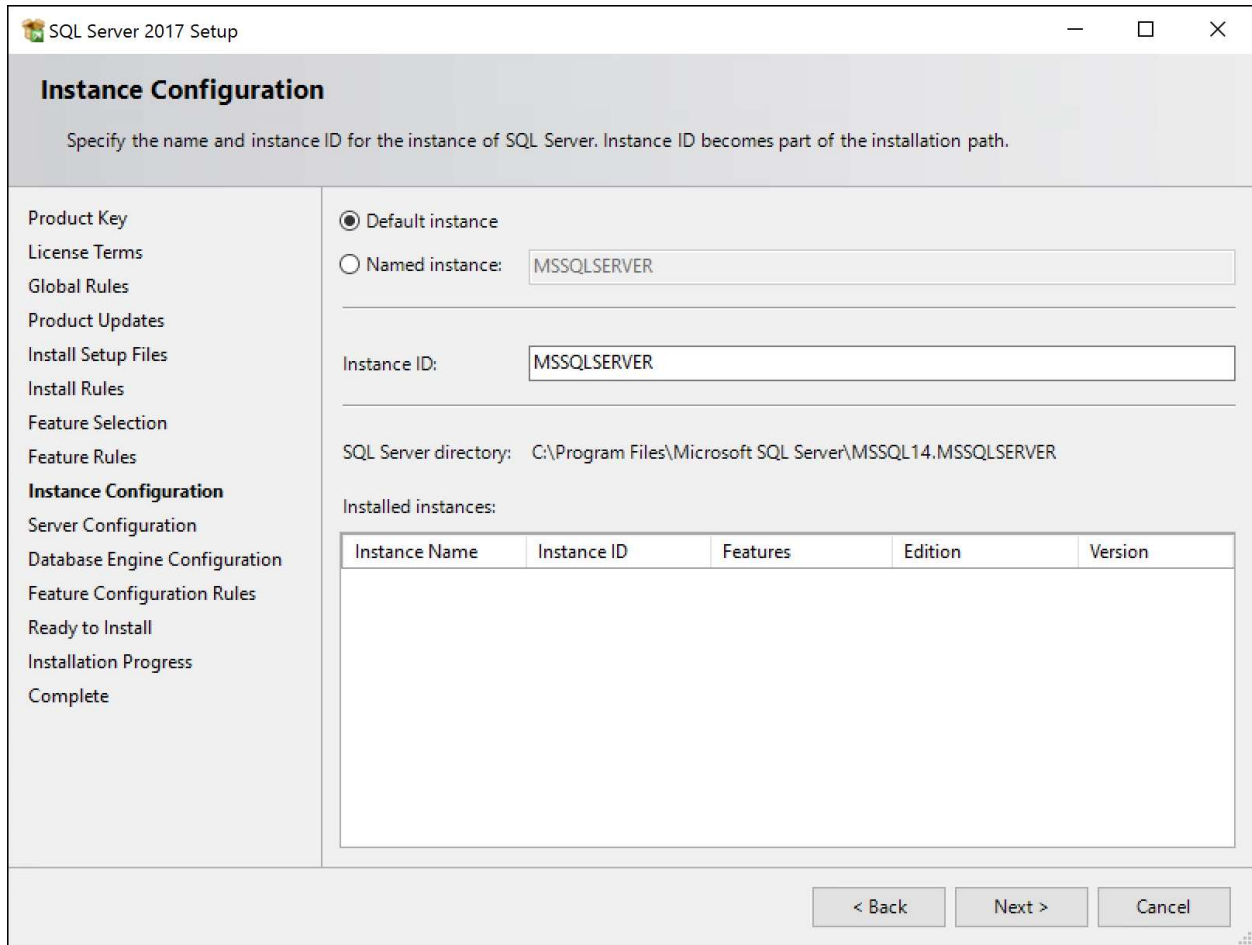 SQL Server 2017 Setup
Instance Configuration
Specify the name and instance ID for the instance of SQL Server. Instance ID becomes part of the installation path.
Product Key
License Terms
Global Rules
Product Updates
Install Setup Files
Install Rules
Feature Selection
Feature Rules
Instance Configuration
Server Configuration
Database Engine Configuration
Feature Configuration Rules
Ready to Install
Installation Progress
Complete
Default instance
Named instance: MSSQLSERVER
Instance ID: MSSQLSERVER
SQL Server directory: C:\Program Files\Microsoft SQL Server\MSSQL14.MSSQLSERVER
Installed instances:
Instance Name Instance ID Features Edition Version
< Back Next > Cancel